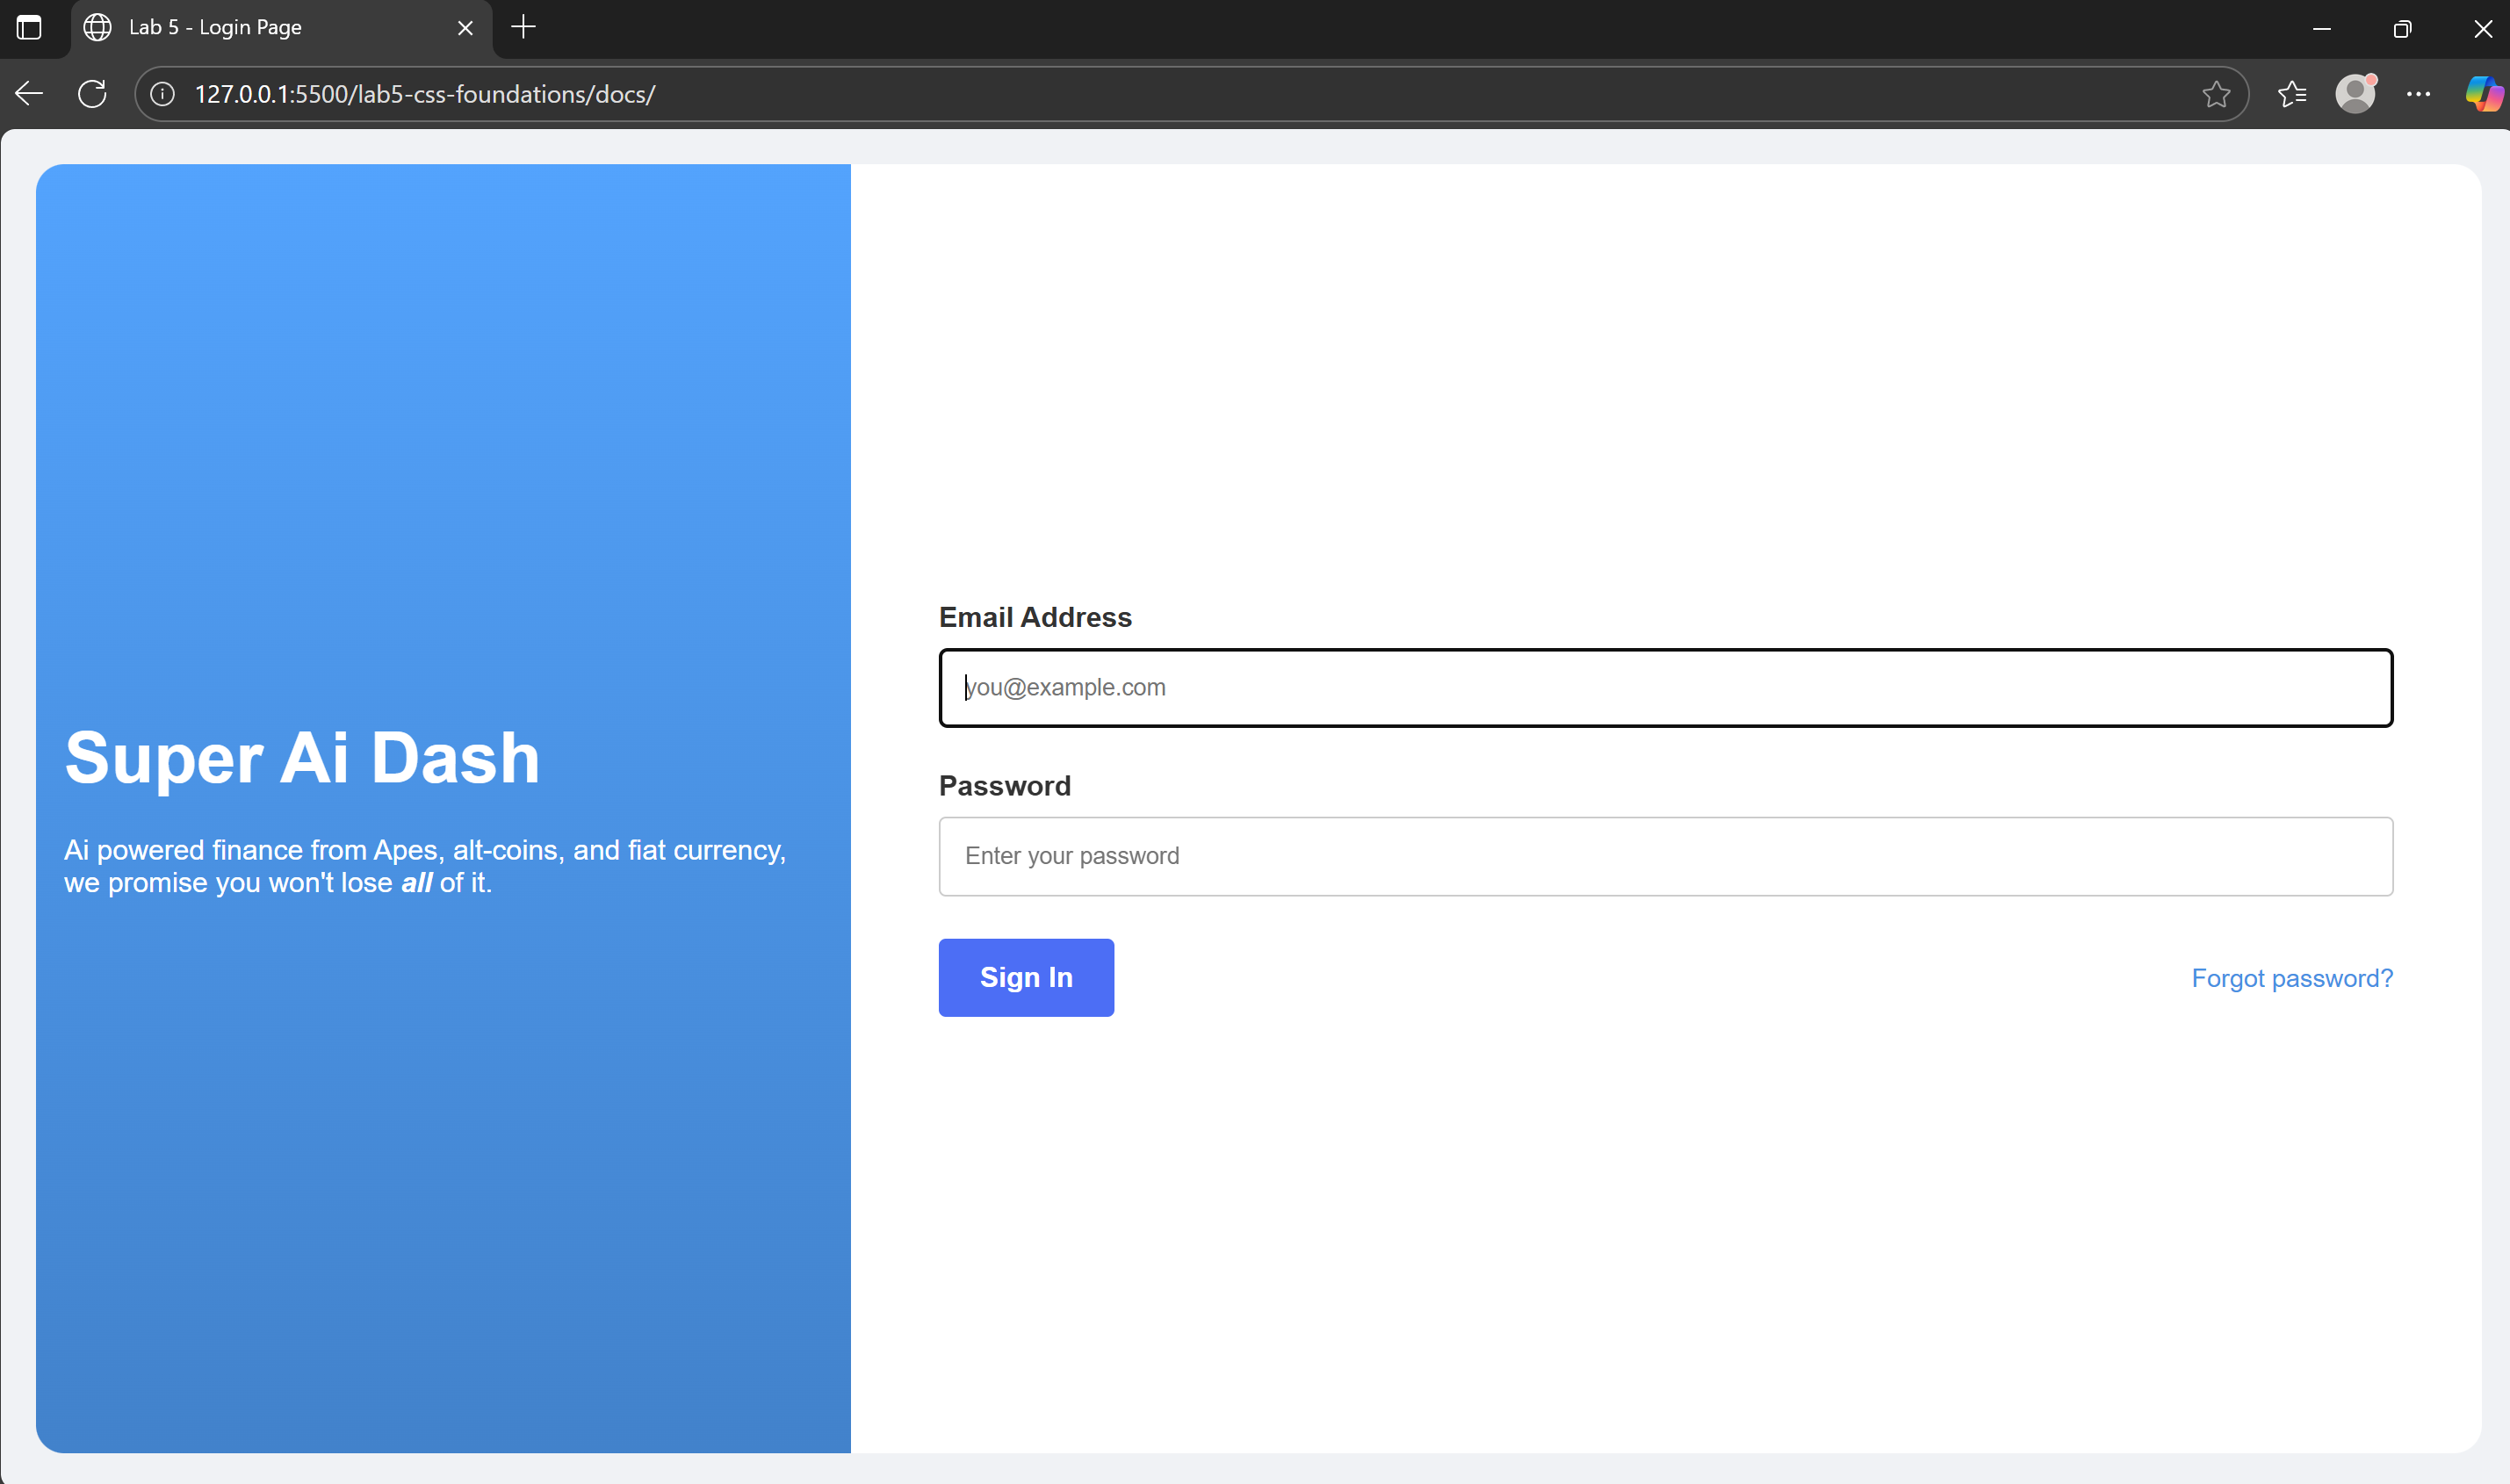 Lab 5 - Login Page
127.0.0.1:5500/lab5-css-foundations/docs/
Super Ai Dash
Ai powered finance from Apes, alt-coins, and fiat currency,
we promise you won't lose all of it.
Email Address
you@example.com
Password
Enter your password
Sign In
Forgot password?